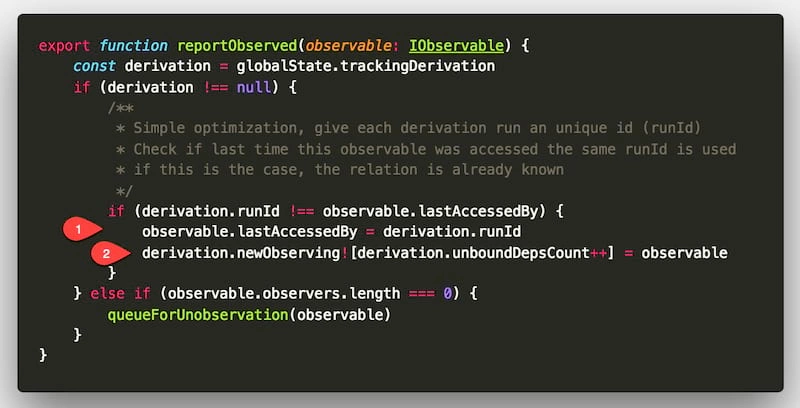 export function reportObserved(observable: IObservable) {
    const derivation = globalState.trackingDerivation
    if (derivation !== null) {
        /**
         * Simple optimization, give each derivation run an unique id (runId)
         * Check if last time this observable was accessed the same runId is used
         * if this is the case, the relation is already known
         */
        if (derivation.runId !== observable.lastAccessedBy) {
1            observable.lastAccessedBy = derivation.runId
2            derivation.newObserving![derivation.unboundDepsCount++] = observable
        }
    } else if (observable.observers.length === 0) {
        queueForUnobservation(observable)
    }
}